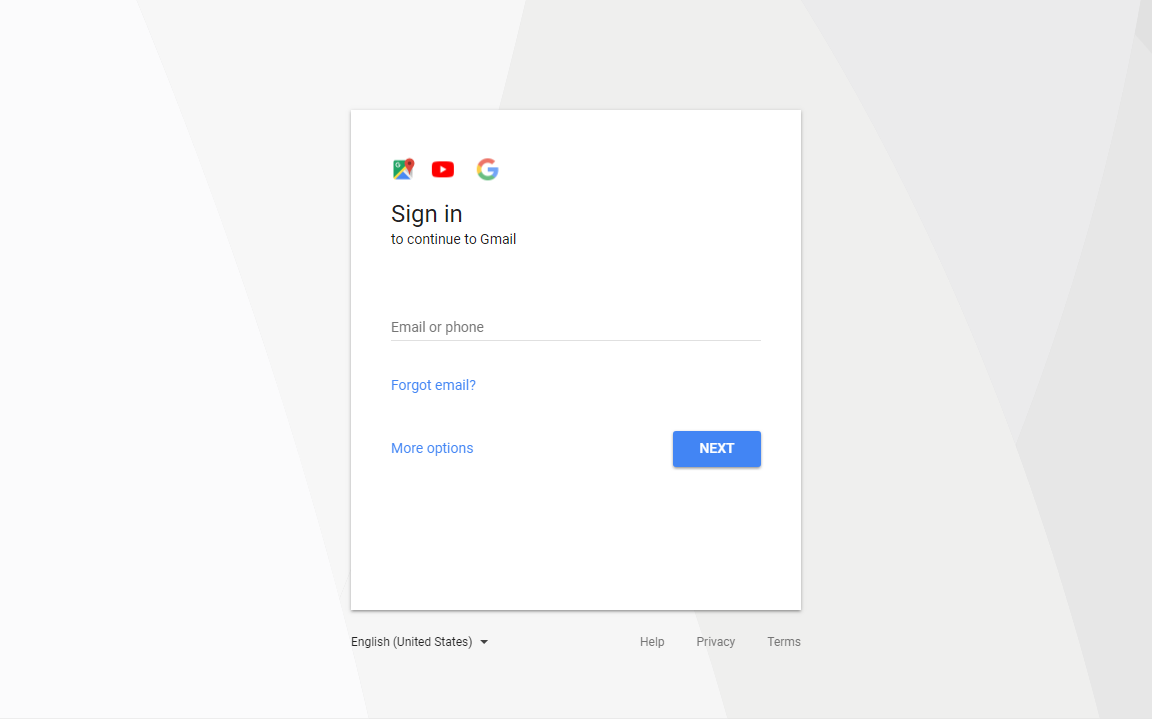 Sign in
to continue to Gmail
Email or phone
Forgot email?
More options
NEXT
English (United States)
Help
Privacy
Terms